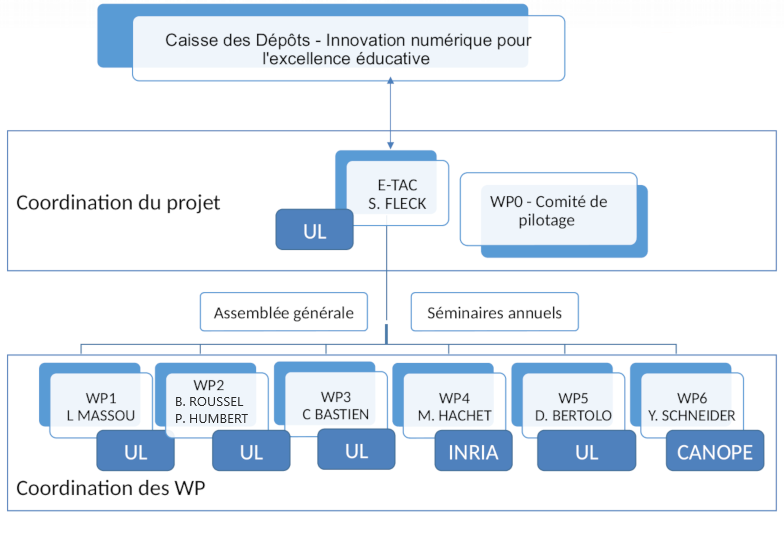 Caisse des Dépôts - Innovation numérique pour
l'excellence éducative
Coordination du projet
E-TAC
S. FLECK
UL
WP0 - Comité de
pilotage
Assemblée générale
Séminaires annuels
WP1
L MASSOU
UL
WP2
B. ROUSSEL
P. HUMBERT
UL
WP3
C BASTIEN
UL
WP4
M. HACHET
INRIA
WP5
D. BERTOLO
UL
WP6
Y. SCHNEIDER
CANOPE
Coordination des WP